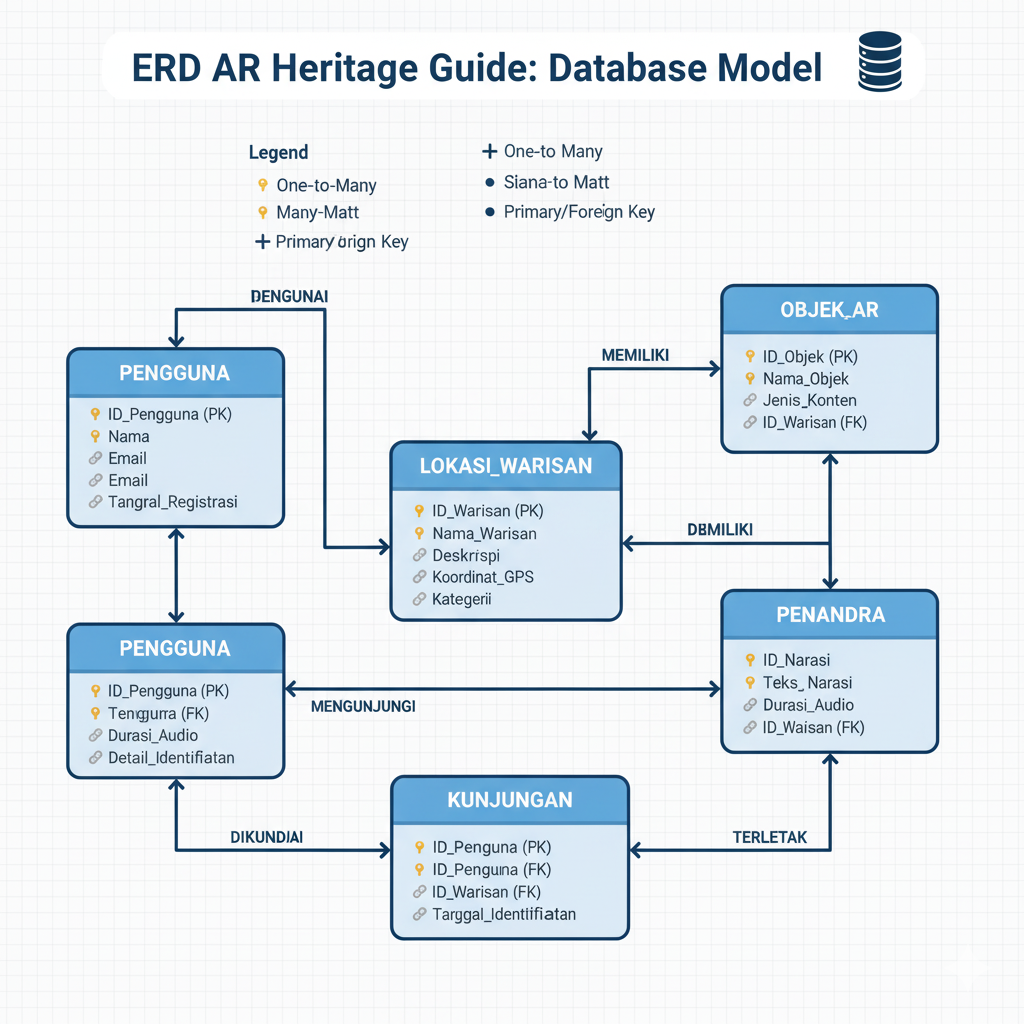 ERD AR Heritage Guide: Database Model
Legend
One-to-Many
Many-Matt
Primary/orign Key
One-to Many
Siana-to Matt
Primary/Foreign Key
PENGUNAI
PENGGUNA
ID_Pengguna (PK)
Nama
Email
Email
Tangral_Registrasi
MEMILIKI
OBJEK_AR
ID_Objek (PK)
Nama_Objek
Jenis_Konten
ID_Warisan (FK)
LOKASI_WARISAN
ID_Warisan (PK)
Nama_Warisan
Deskrispi
Koordinat_GPS
Kategerii
DBMILIKI
PENGGUNA
ID_Pengguna (PK)
Tenggurra (FK)
Durasi_Audio
Detail_Identifiatan
MENGUNJUNGI
PENANDRA
ID_Narasi
Teks_Narasi
Durasi_Audio
ID_Waisan (FK)
DIKUNDIAI
KUNJUNGAN
ID_Penguna (PK)
ID_Penguna (FK)
ID_Warisan (FK)
Targgal_Identifiatan
TERLETAK